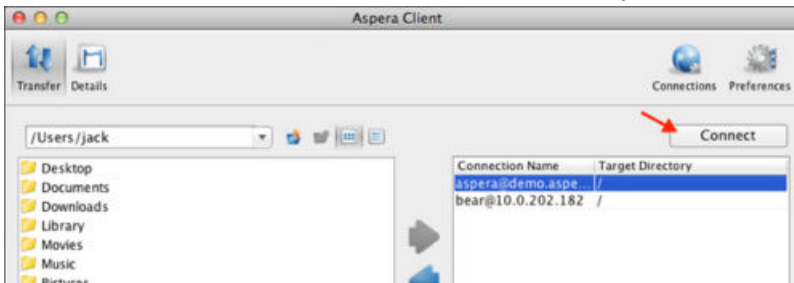 Aspera Client
Transfer Details
Connections Preferences
/Users/jack
Connect
Desktop
Documents
Downloads
Library
Movies
Music
Pictures
Connection Name Target Directory
aspera@demo.aspe... /
bear@10.0.202.182 /